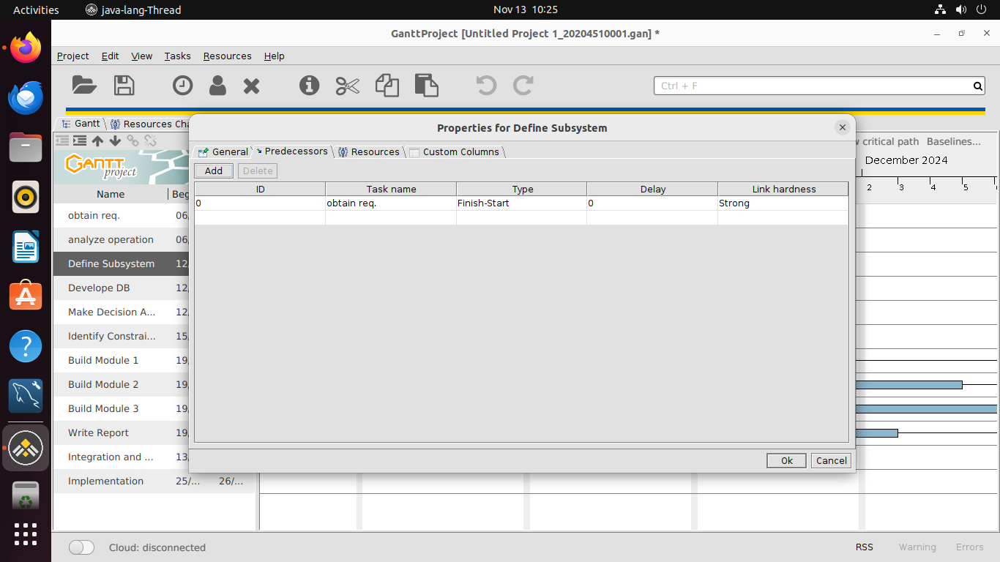 Activities java-lang-Thread Nov 13 10:25
GanttProject [Untitled Project 1_20204510001.gan] *
Project Edit View Tasks Resources Help
Ctrl + F
Gantt Resources Cha
Properties for Define Subsystem
critical path Baselines...
General Predecessors Resources Custom Columns
GANTT
project
December 2024
Add Delete
2 3 4 5
Name Beg
ID Task name Type Delay Link hardness
0 obtain req. Finish-Start 0 Strong
obtain req. 06/
analyze operation 06/
Define Subsystem 12/
Develope DB 12/
Make Decision A... 12/
Identify Constrai... 15/
Build Module 1 19/
Build Module 2 19/
Build Module 3 19/
Write Report 19/
Integration and ... 13/
Ok Cancel
Implementation 25/... 26/...
Cloud: disconnected RSS Warning Errors